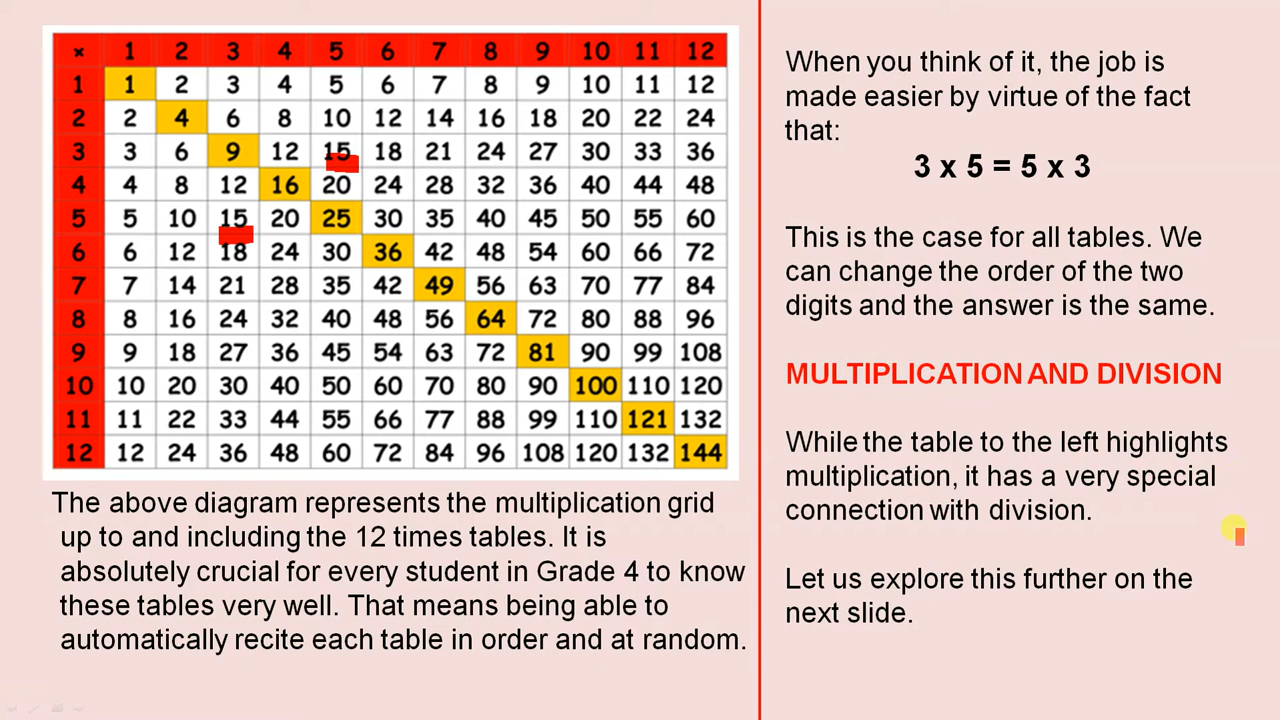 × 1 2 3 4 5 6 7 8 9 10 11 12
1 1 2 3 4 5 6 7 8 9 10 11 12
2 2 4 6 8 10 12 14 16 18 20 22 24
3 3 6 9 12 15 18 21 24 27 30 33 36
4 4 8 12 16 20 24 28 32 36 40 44 48
5 5 10 15 20 25 30 35 40 45 50 55 60
6 6 12 18 24 30 36 42 48 54 60 66 72
7 7 14 21 28 35 42 49 56 63 70 77 84
8 8 16 24 32 40 48 56 64 72 80 88 96
9 9 18 27 36 45 54 63 72 81 90 99 108
10 10 20 30 40 50 60 70 80 90 100 110 120
11 11 22 33 44 55 66 77 88 99 110 121 132
12 12 24 36 48 60 72 84 96 108 120 132 144
The above diagram represents the multiplication grid
up to and including the 12 times tables. It is
absolutely crucial for every student in Grade 4 to know
these tables very well. That means being able to
automatically recite each table in order and at random.
When you think of it, the job is
made easier by virtue of the fact
that:
3 x 5 = 5 x 3
This is the case for all tables. We
can change the order of the two
digits and the answer is the same.
MULTIPLICATION AND DIVISION
While the table to the left highlights
multiplication, it has a very special
connection with division.
Let us explore this further on the
next slide.